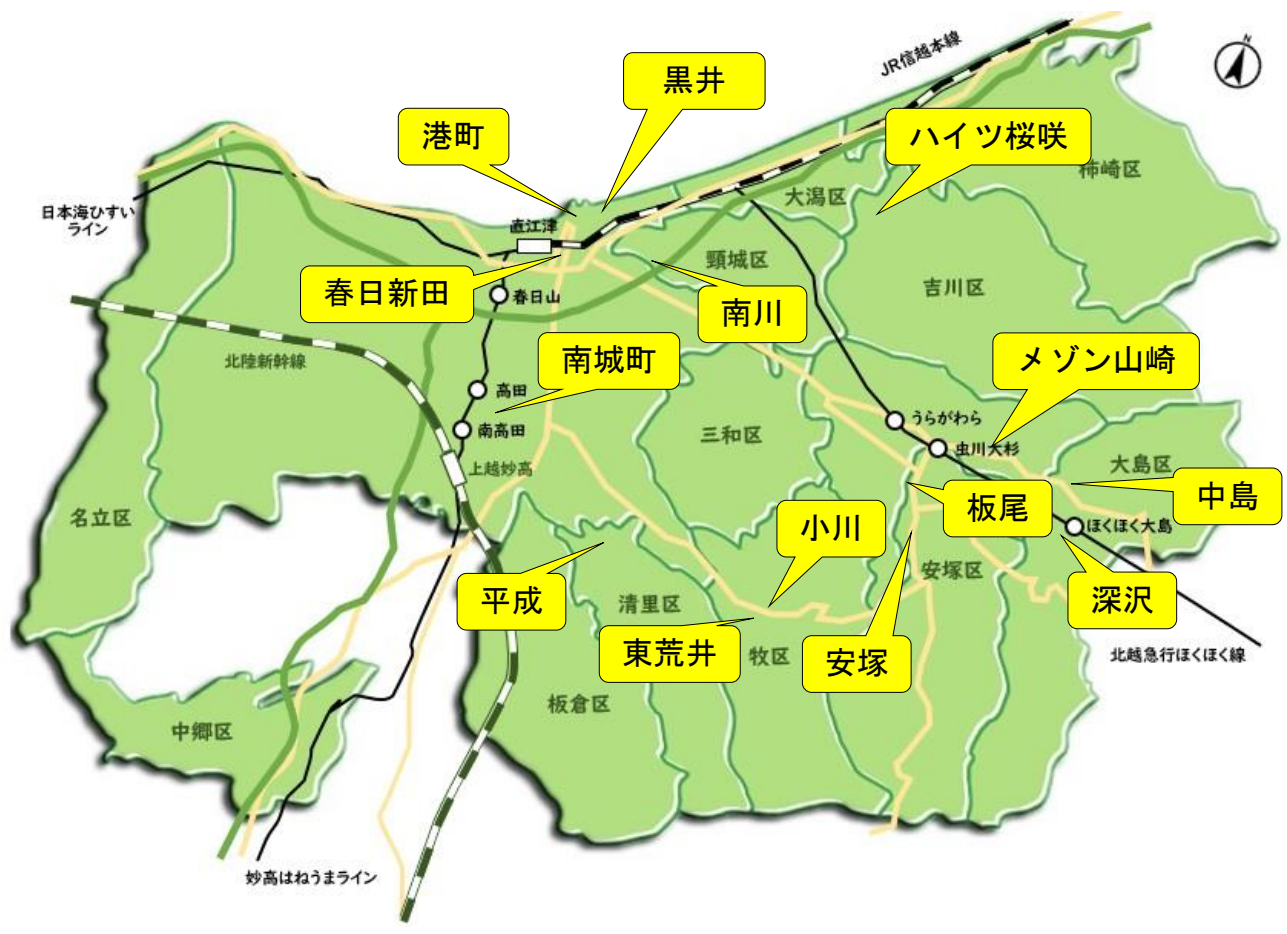 N
JR信越本線
黒井
港町
ハイツ桜咲
柿崎区
大潟区
日本海ひすい
ライン
直江津
頸城区
春日新田
春日山
南川
吉川区
北陸新幹線
南城町
メゾン山崎
高田
うらがわら
南高田
三和区
虫川大杉
上越妙高
大島区
中島
名立区
板尾
小川
ほくほく大島
安塚区
平成
清里区
深沢
東荒井
牧区
安塚
北越急行ほくほく線
板倉区
中郷区
妙高はねうまライン